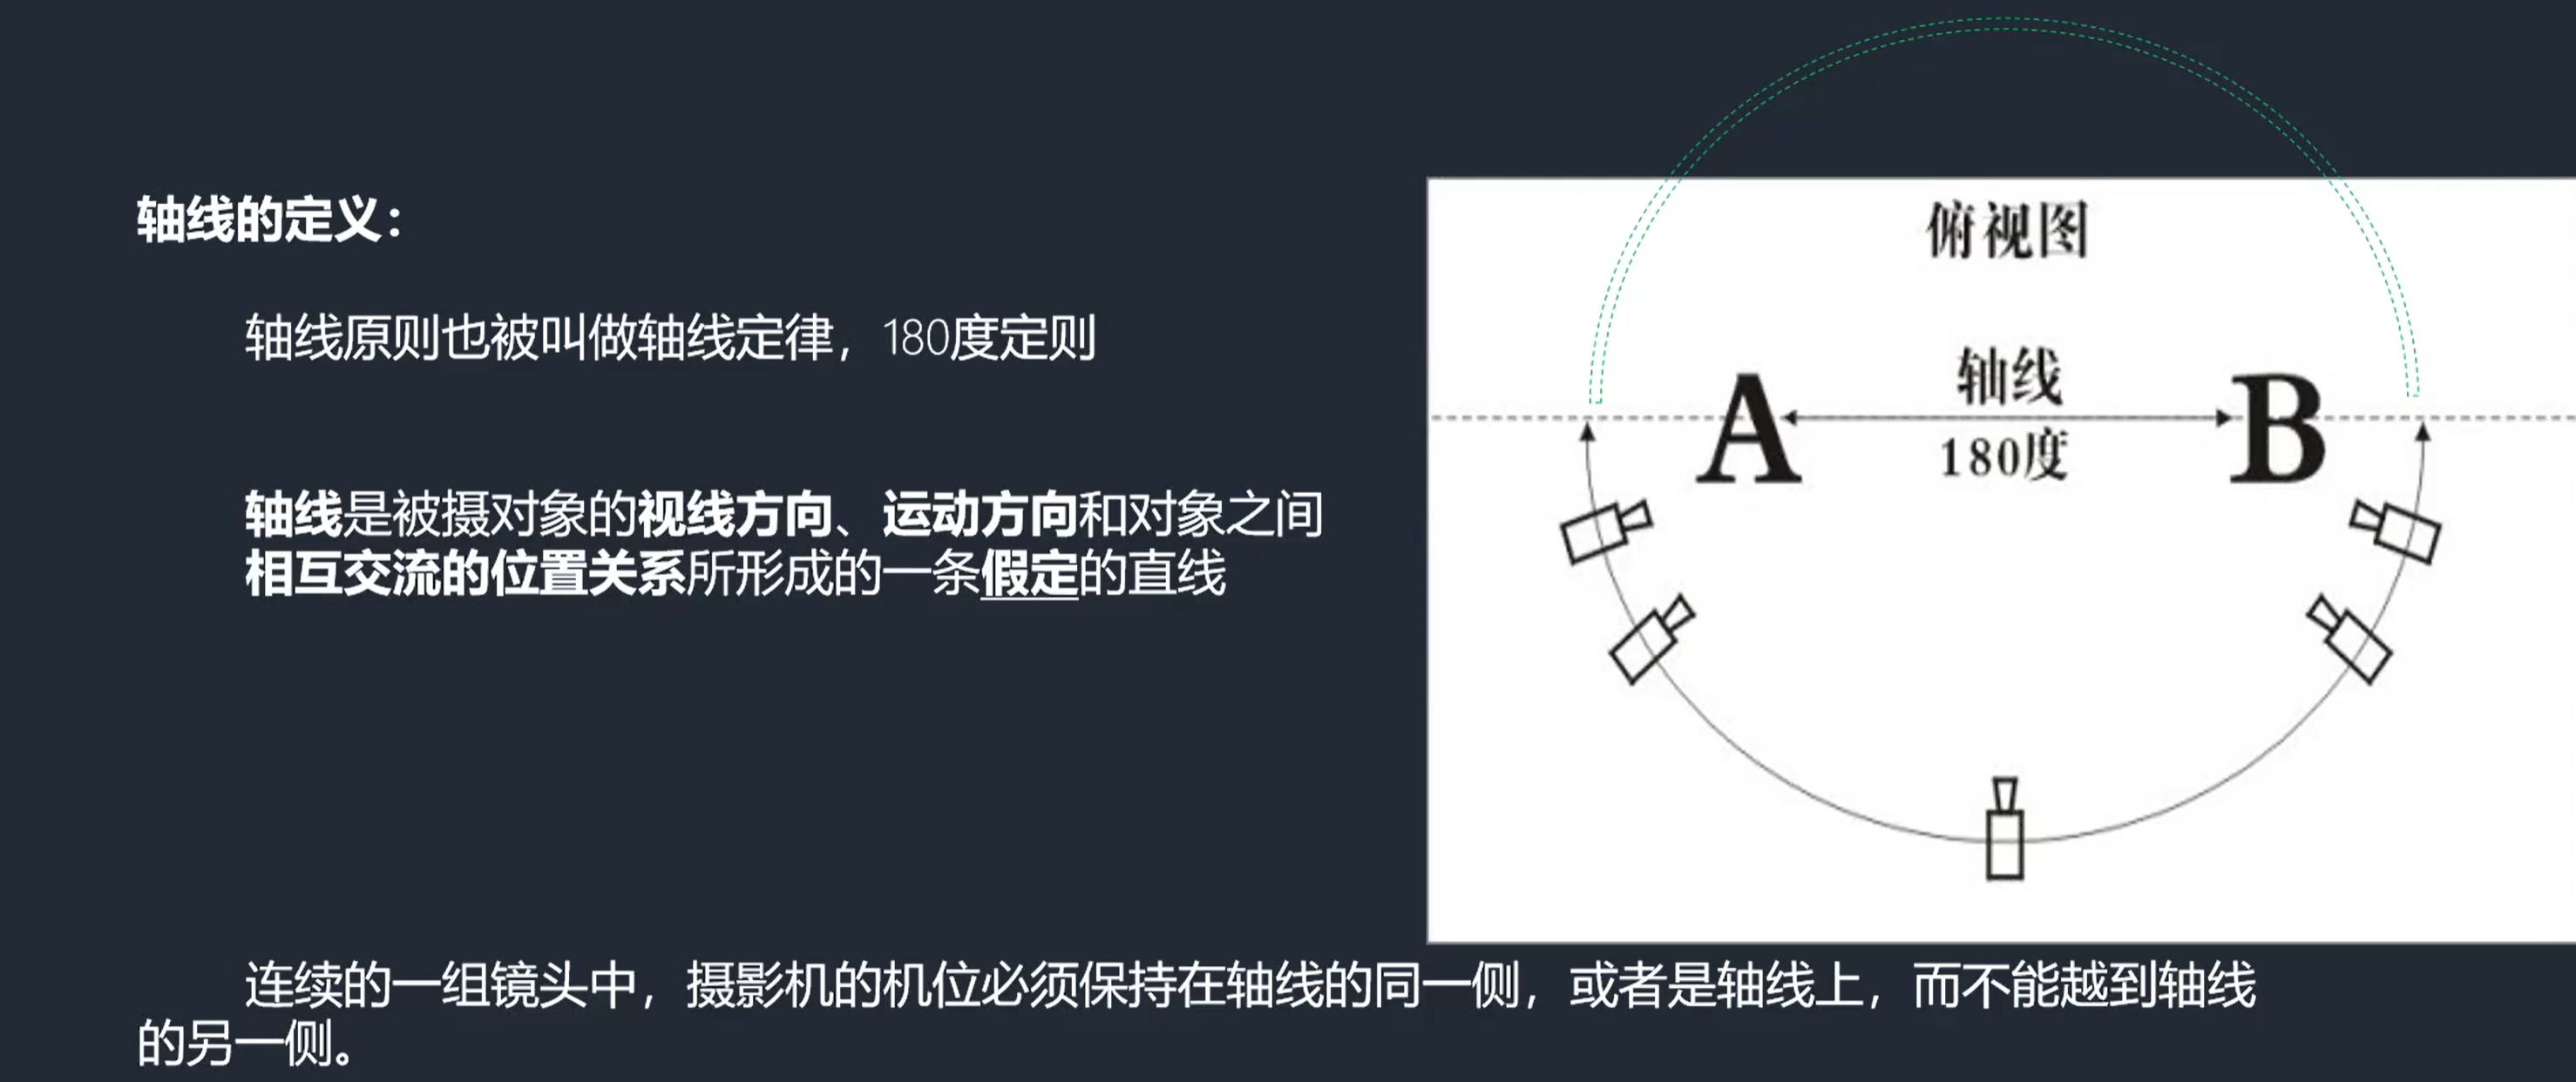 轴线的定义：
轴线原则也被叫做轴线定律，180度定则
轴线是被摄对象的视线方向、运动方向和对象之间
相互交流的位置关系所形成的一条假定的直线
俯视图
轴线
A
B
180度
连续的一组镜头中，摄影机的机位必须保持在轴线的同一侧，或者是轴线上，而不能越到轴线
的另一侧。